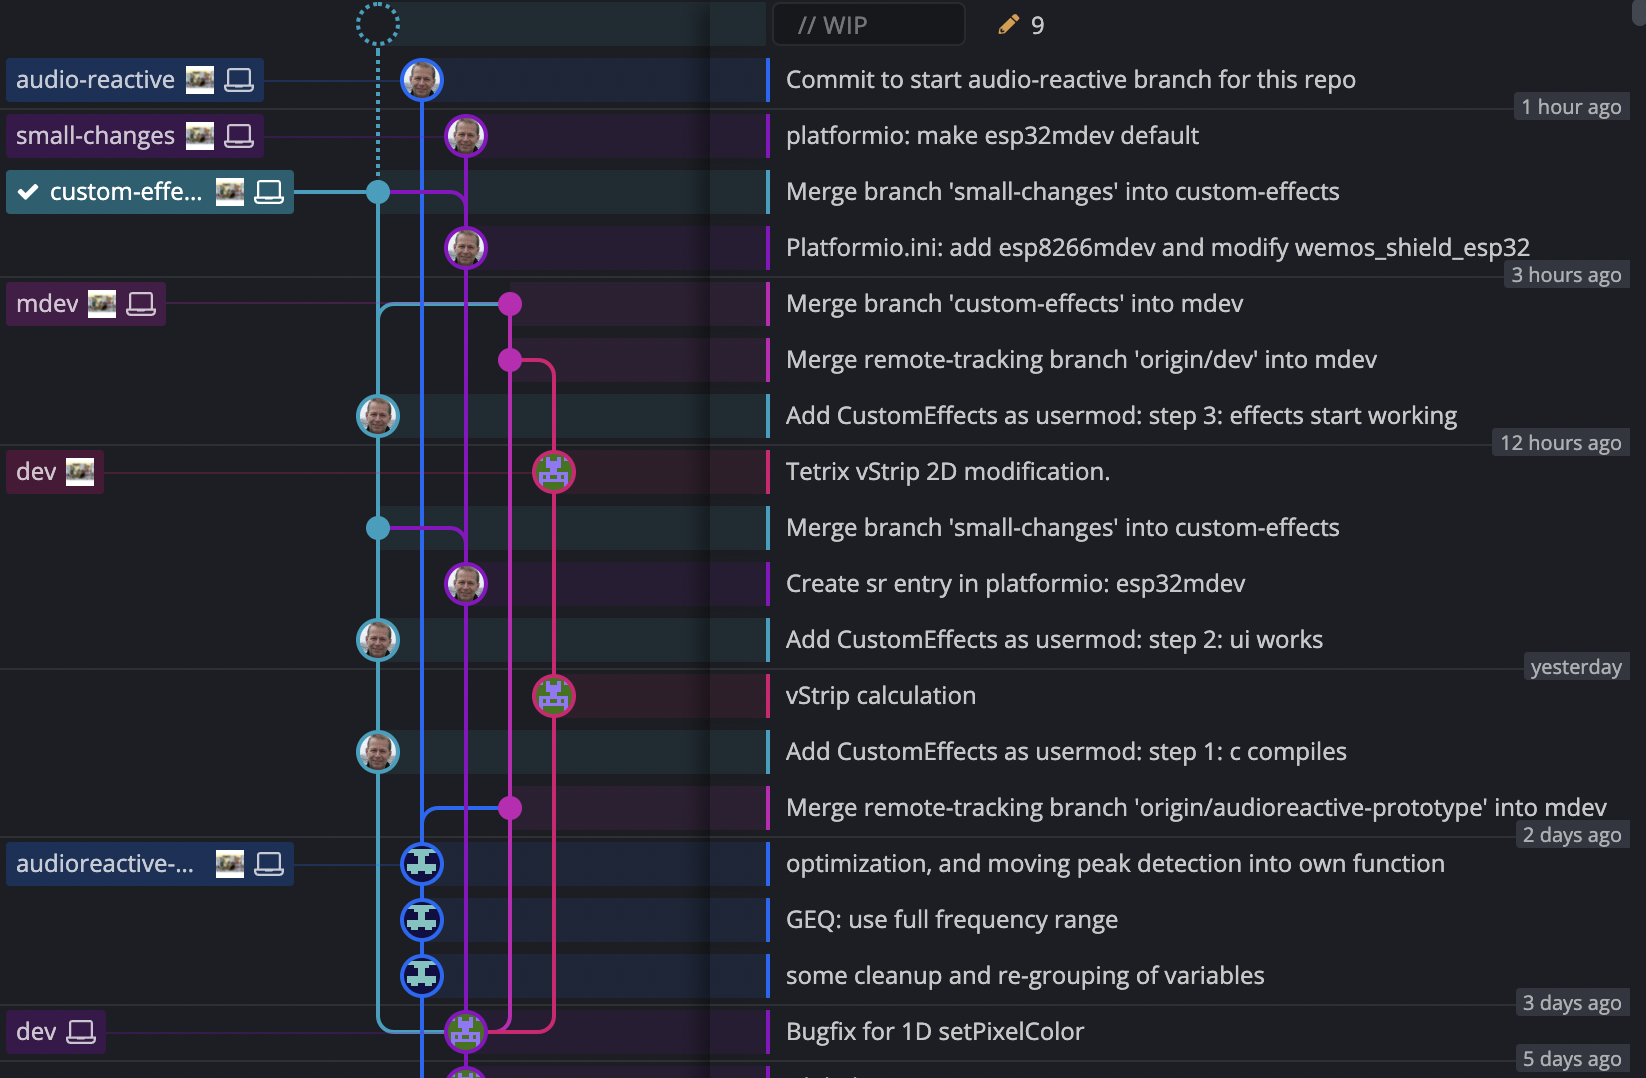 // WIP 9
audio-reactive Commit to start audio-reactive branch for this repo
1 hour ago
small-changes platformio: make esp32mdev default
custom-effe... Merge branch 'small-changes' into custom-effects
Platformio.ini: add esp8266mdev and modify wemos_shield_esp32
3 hours ago
mdev Merge branch 'custom-effects' into mdev
Merge remote-tracking branch 'origin/dev' into mdev
Add CustomEffects as usermod: step 3: effects start working
12 hours ago
dev Tetrix vStrip 2D modification.
Merge branch 'small-changes' into custom-effects
Create sr entry in platformio: esp32mdev
Add CustomEffects as usermod: step 2: ui works
yesterday
vStrip calculation
Add CustomEffects as usermod: step 1: c compiles
Merge remote-tracking branch 'origin/audioreactive-prototype' into mdev
2 days ago
audioreactive-... optimization, and moving peak detection into own function
GEQ: use full frequency range
some cleanup and re-grouping of variables
3 days ago
dev Bugfix for 1D setPixelColor
5 days ago